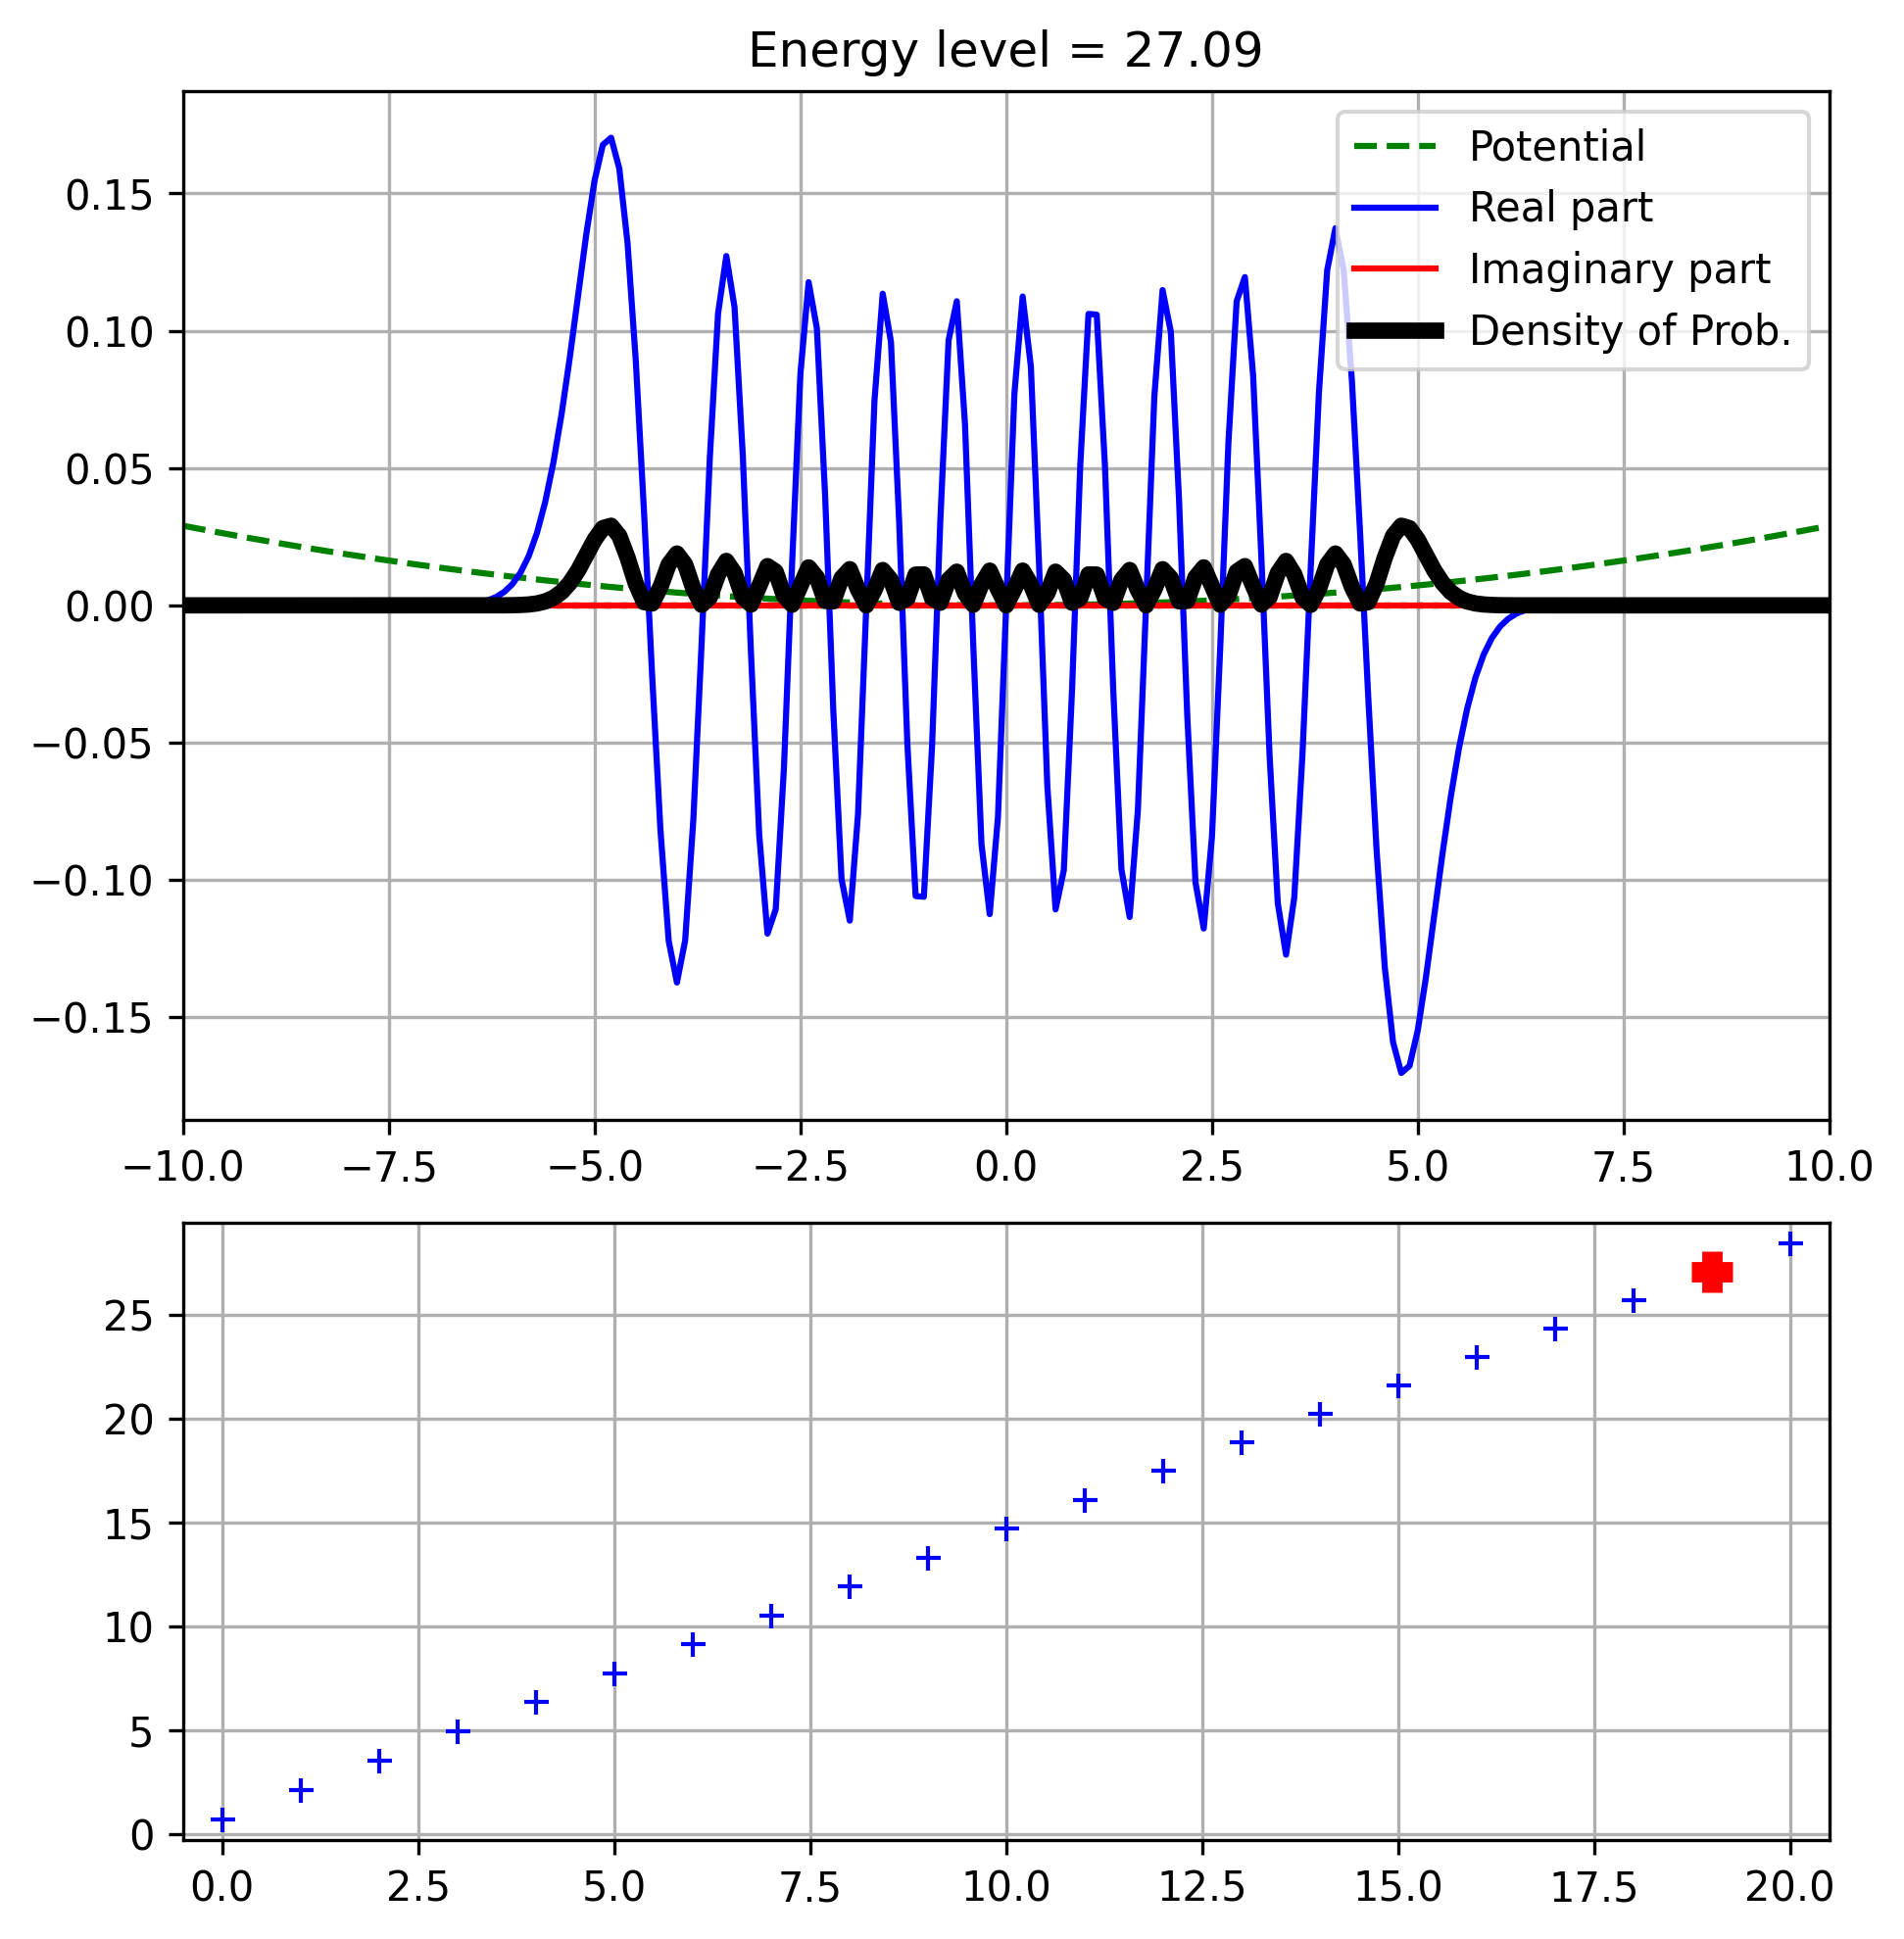 Energy level = 27.09
Potential
Real part
Imaginary part
Density of Prob.
0.15
0.10
0.05
0.00
−0.05
−0.10
−0.15
−10.0 −7.5 −5.0 −2.5 0.0 2.5 5.0 7.5 10.0
25
20
15
10
5
0
0.0 2.5 5.0 7.5 10.0 12.5 15.0 17.5 20.0